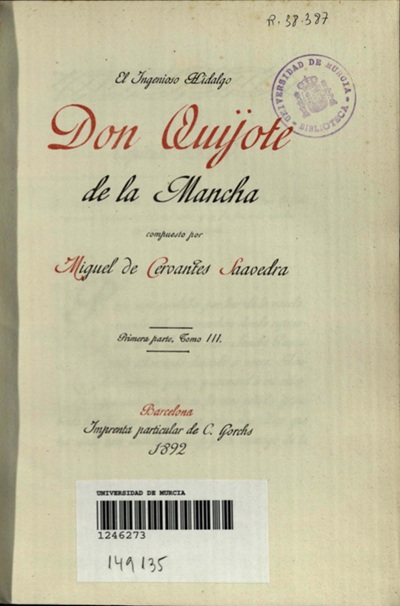 R. 38.387
El Ingenioso Hidalgo
UNIVERSIDAD DE MURCIA
BIBLIOTECA
Don Quijote
de la Mancha
compuesto por
Miguel de Cervantes Saavedra
Primera parte, Tomo III.
Barcelona
Imprenta particular de C. Gorchs
1892
UNIVERSIDAD DE MURCIA
1246273
149135